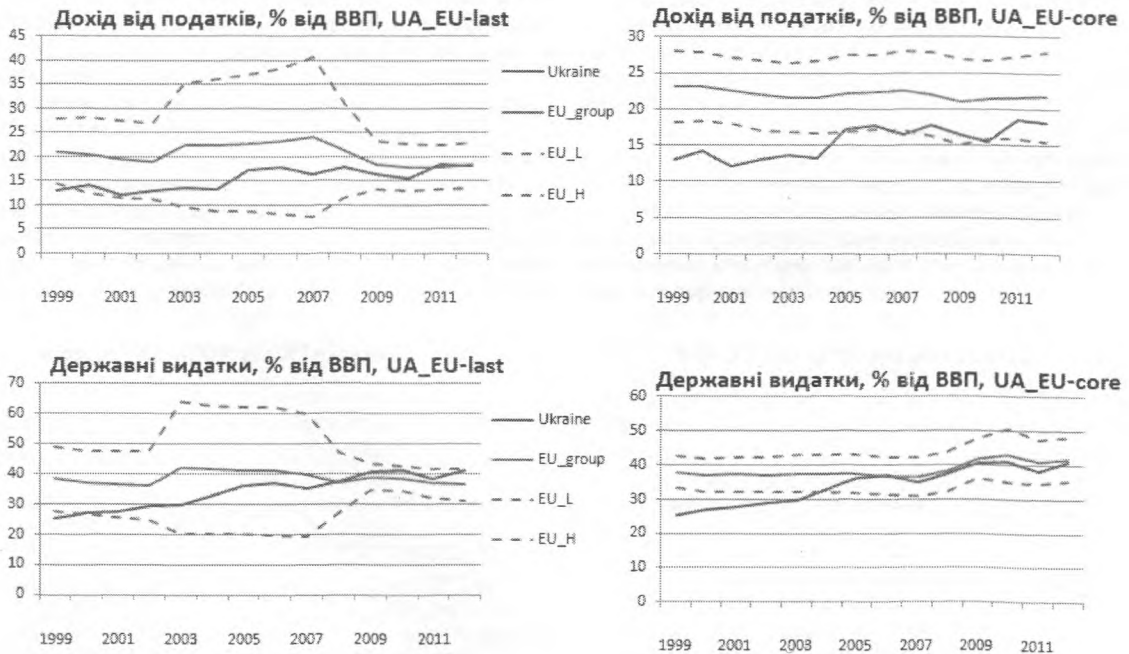 Дохід від податків, % від ВВП, UA_EU-last
45
40
35
30
25
20
15
10
5
0
1999 2001 2003 2005 2007 2009 2011
Ukraine
EU_group
EU_L
EU_H
Дохід від податків, % від ВВП, UA_EU-core
30
25
20
15
10
5
0
1999 2001 2003 2005 2007 2009 2011
Державні видатки, % від ВВП, UA_EU-last
70
60
50
40
30
20
10
0
1999 2001 2003 2005 2007 2009 2011
Ukraine
EU_group
EU_L
EU_H
Державні видатки, % від ВВП, UA_EU-core
60
50
40
30
20
10
0
1999 2001 2003 2005 2007 2009 2011